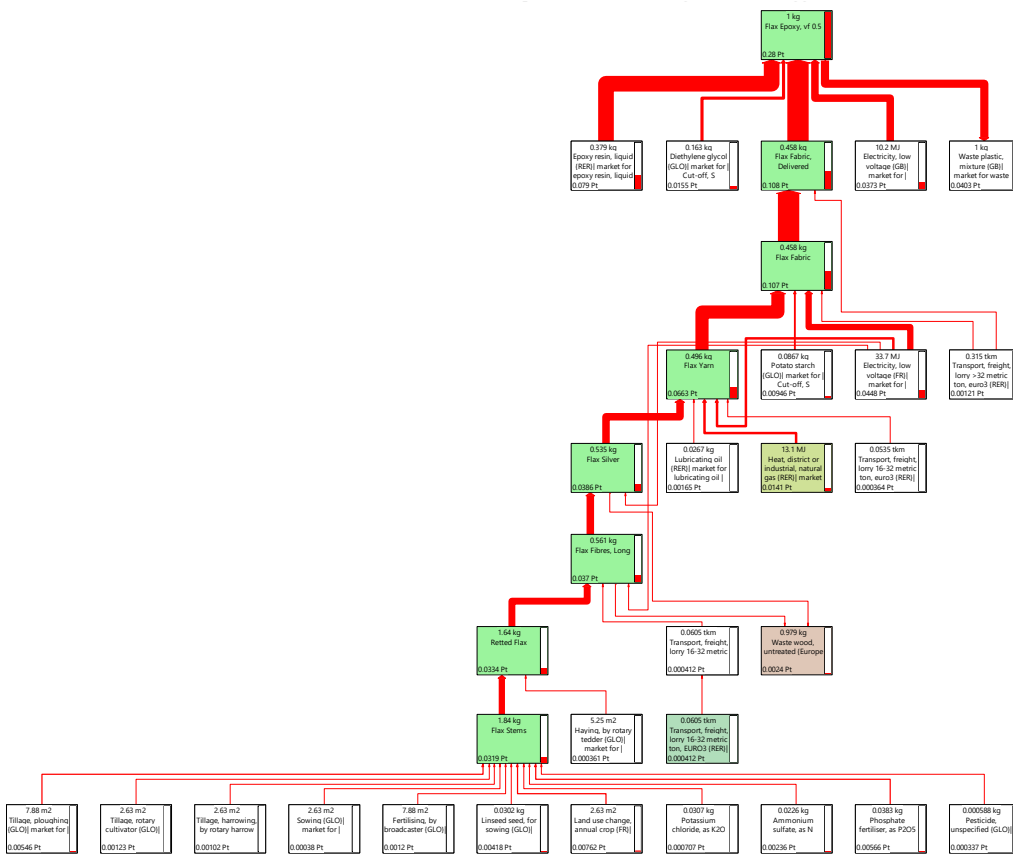 1 kg
Flax Epoxy, vf 0.5
0.28 Pt
0.379 kg
Epoxy resin, liquid
(RER)| market for
epoxy resin, liquid
0.079 Pt
0.163 kg
Diethylene glycol
(GLO)| market for |
Cut-off, S
0.0155 Pt
0.458 kg
Flax Fabric,
Delivered
0.108 Pt
10.2 MJ
Electricity, low
voltage (GB)|
market for |
0.0373 Pt
1 kg
Waste plastic,
mixture (GB)|
market for waste
0.0403 Pt
0.458 kg
Flax Fabric
0.107 Pt
0.496 kg
Flax Yarn
0.0663 Pt
0.0867 kg
Potato starch
(GLO)| market for |
Cut-off, S
0.00946 Pt
33.7 MJ
Electricity, low
voltage (FR)|
market for |
0.0448 Pt
0.315 tkm
Transport, freight,
lorry >32 metric
ton, euro3 (RER)|
0.00121 Pt
0.535 kg
Flax Silver
0.0386 Pt
0.0267 kg
Lubricating oil
(RER)| market for
lubricating oil |
0.00165 Pt
13.1 MJ
Heat, district or
industrial, natural
gas (RER)| market
0.0141 Pt
0.0535 tkm
Transport, freight,
lorry 16-32 metric
ton, euro3 (RER)|
0.000364 Pt
0.561 kg
Flax Fibres, Long
0.037 Pt
1.64 kg
Retted Flax
0.0334 Pt
0.0605 tkm
Transport, freight,
lorry 16-32 metric
0.000412 Pt
0.979 kg
Waste wood,
untreated (Europe
0.0024 Pt
1.84 kg
Flax Stems
0.0319 Pt
5.25 m2
Haying, by rotary
tedder (GLO)|
market for |
0.000361 Pt
0.0605 tkm
Transport, freight,
lorry 16-32 metric
ton, EURO3 (RER)|
0.000412 Pt
7.88 m2
Tillage, ploughing
(GLO)| market for |
0.00546 Pt
2.63 m2
Tillage, rotary
cultivator (GLO)|
0.00123 Pt
2.63 m2
Tillage, harrowing,
by rotary harrow
0.00102 Pt
2.63 m2
Sowing (GLO)|
market for |
0.00038 Pt
7.88 m2
Fertilising, by
broadcaster (GLO)|
0.0012 Pt
0.0302 kg
Linseed seed, for
sowing (GLO)|
0.00418 Pt
2.63 m2
Land use change,
annual crop (FR)|
0.00762 Pt
0.0307 kg
Potassium
chloride, as K2O
0.000707 Pt
0.0226 kg
Ammonium
sulfate, as N
0.00236 Pt
0.0383 kg
Phosphate
fertiliser, as P2O5
0.00566 Pt
0.000588 kg
Pesticide,
unspecified (GLO)|
0.000337 Pt